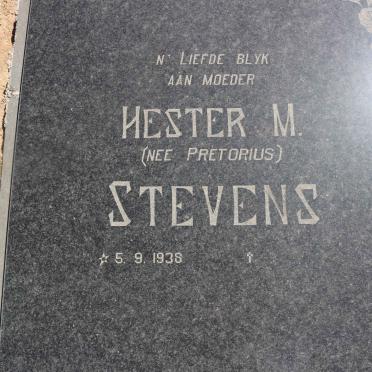 N' LIEFDE BLYK
AAN MOEDER
HESTER M.
(NEE PRETORIUS)
STEVENS
☆ 5. 9. 1938 ✝